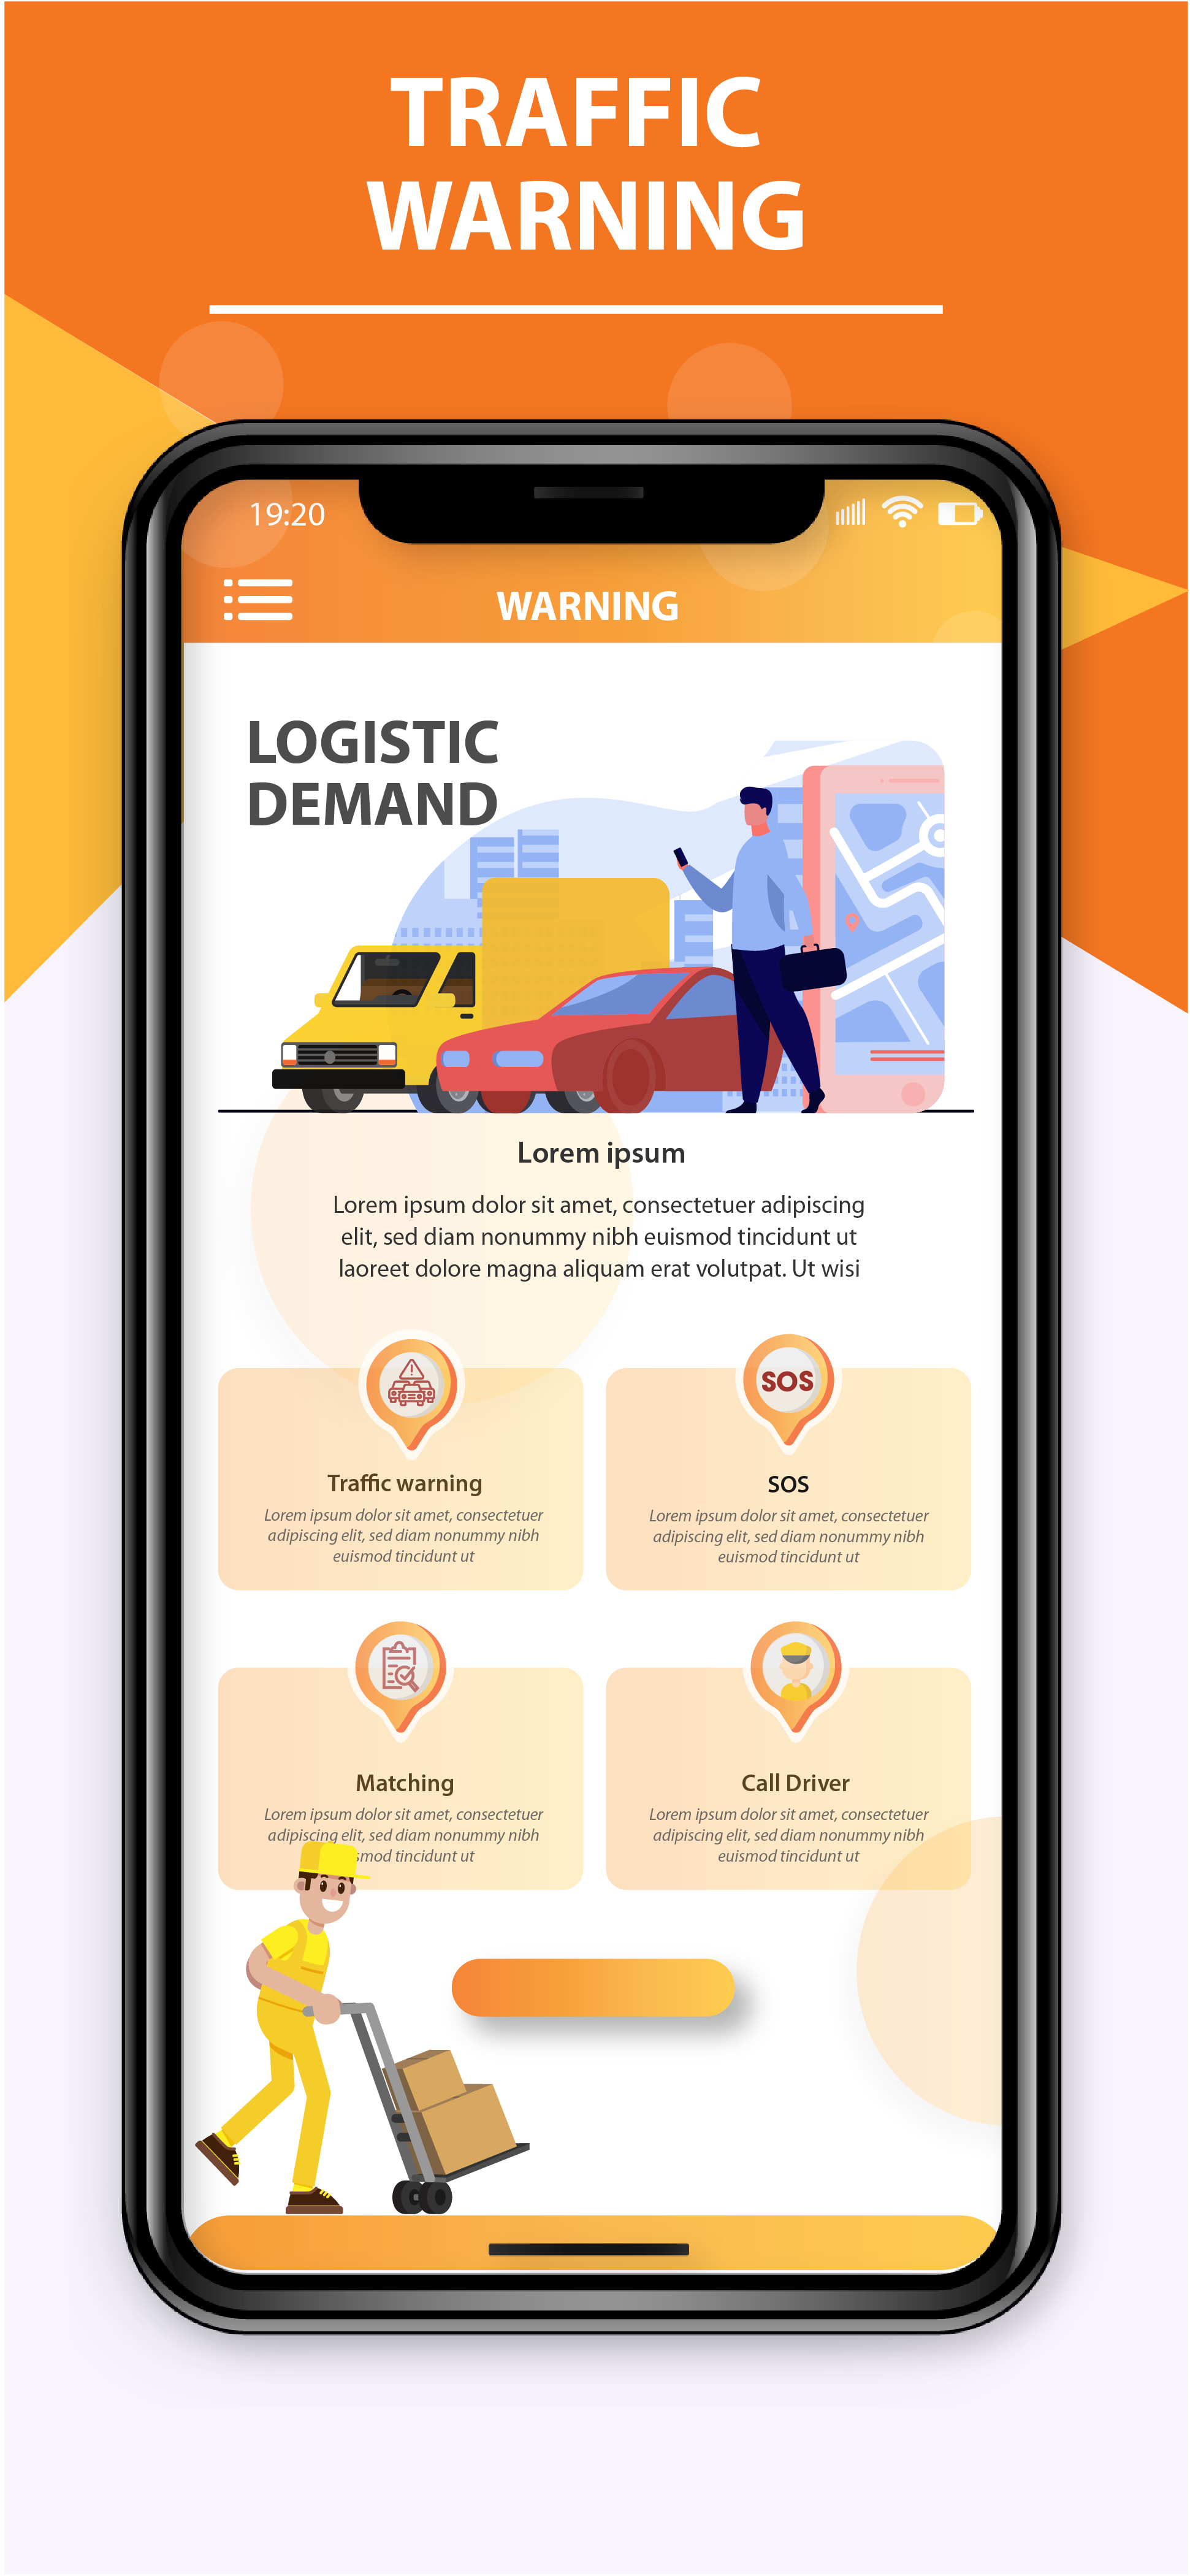 TRAFFIC
WARNING
19:20
WARNING
LOGISTIC
DEMAND
Lorem ipsum
Lorem ipsum dolor sit amet, consectetuer adipiscing
elit, sed diam nonummy nibh euismod tincidunt ut
laoreet dolore magna aliquam erat volutpat. Ut wisi
Traffic warning
Lorem ipsum dolor sit amet, consectetuer
adipiscing elit, sed diam nonummy nibh
euismod tincidunt ut
SOS
SOS
Lorem ipsum dolor sit amet, consectetuer
adipiscing elit, sed diam nonummy nibh
euismod tincidunt ut
Matching
Lorem ipsum dolor sit amet, consectetuer
adipiscing elit, sed diam nonummy nibh
tincidunt ut
Call Driver
Lorem ipsum dolor sit amet, consectetuer
adipiscing elit, sed diam nonummy nibh
euismod tincidunt ut